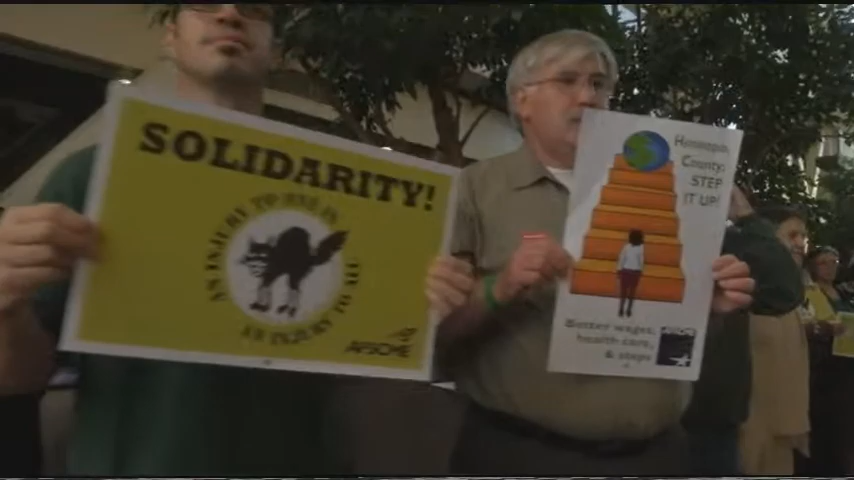 SOLIDARITY!
AN INJURY TO ONE IS
AN INJURY TO ALL
AFSCME
Hennepin
County,
STEP
IT UP!
Better wages,
health care,
& steps
AFSCME